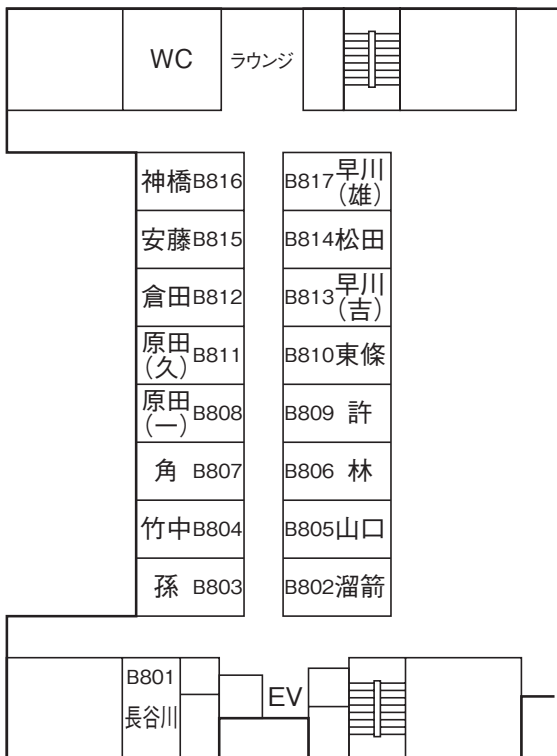 WC
ラウンジ
神橋B816
B817早川
(雄)
安藤B815
B814松田
倉田B812
B813早川
(吉)
原田
(久)
B811
B810東條
原田
(一)
B808
B809 許
角 B807
B806 林
竹中B804
B805山口
孫 B803
B802溜箭
B801
長谷川
EV